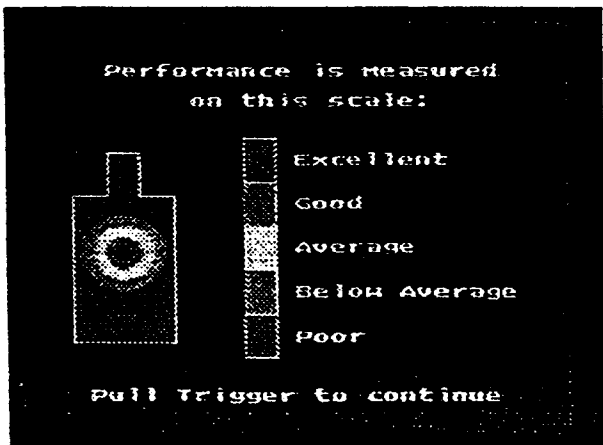 Performance is measured
on this scale:
Excellent
Good
Average
Below Average
Poor
Pull Trigger to continue